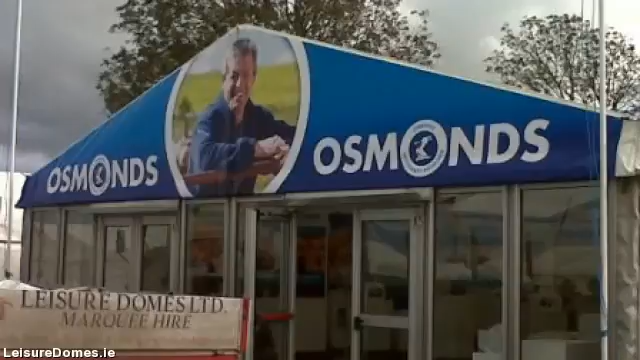 OSMONDS
OSMONDS
LEISURE DOMES LTD.
MARQUEE HIRE
LeisureDomes.ie